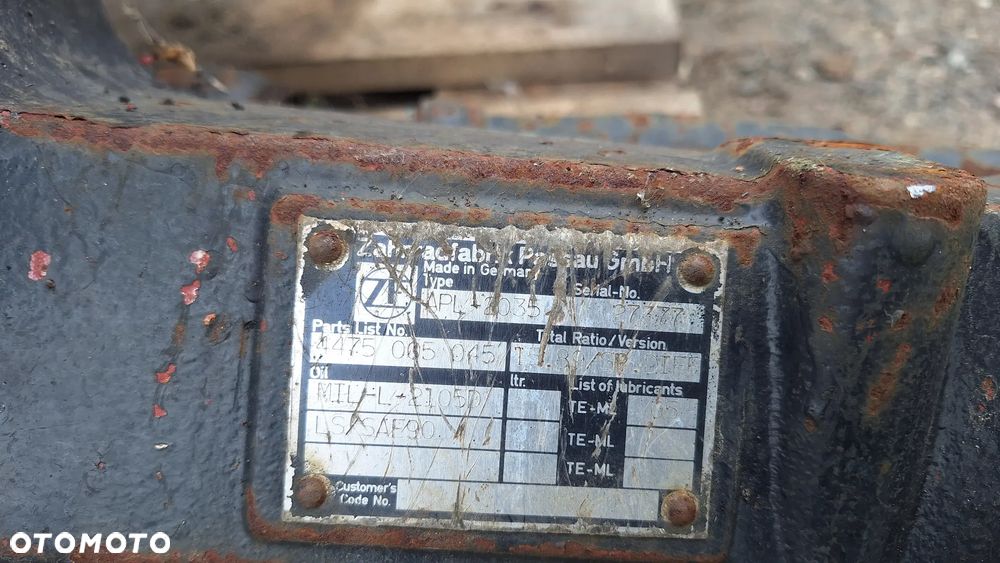 Zahnradfabrik Passau GmbH
Made in Germany
Type
Serial-No.
ZF
APL-2035
Parts List No.
Total Ratio/Version
4475 085 045
Oil
ltr.
List of lubricants
MIL-L-2105D
TE-ML
LS SAE90
TE-ML
TE-ML
Customer's
Code No.
OTOMOTO